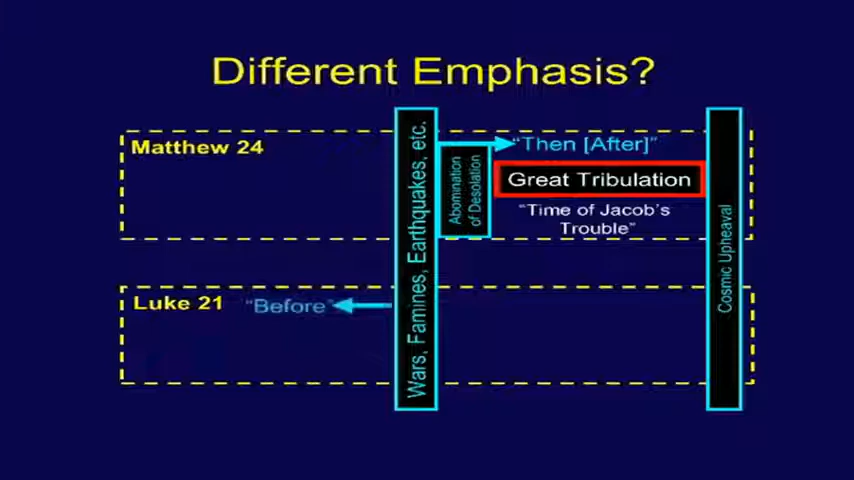 Different Emphasis?
Matthew 24
Wars, Famines, Earthquakes, etc.
Abomination
of Desolation
"Then [After]"
Great Tribulation
"Time of Jacob's
Trouble"
Cosmic Upheaval
Luke 21
"Before"